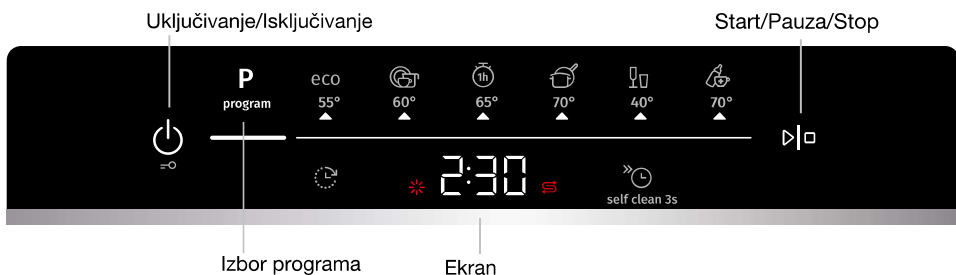 Uključivanje/Isključivanje
Start/Pauza/Stop
P
program
eco
1h
55° 60° 65° 70° 40° 70°
2:30
self clean 3s
Izbor programa
Ekran